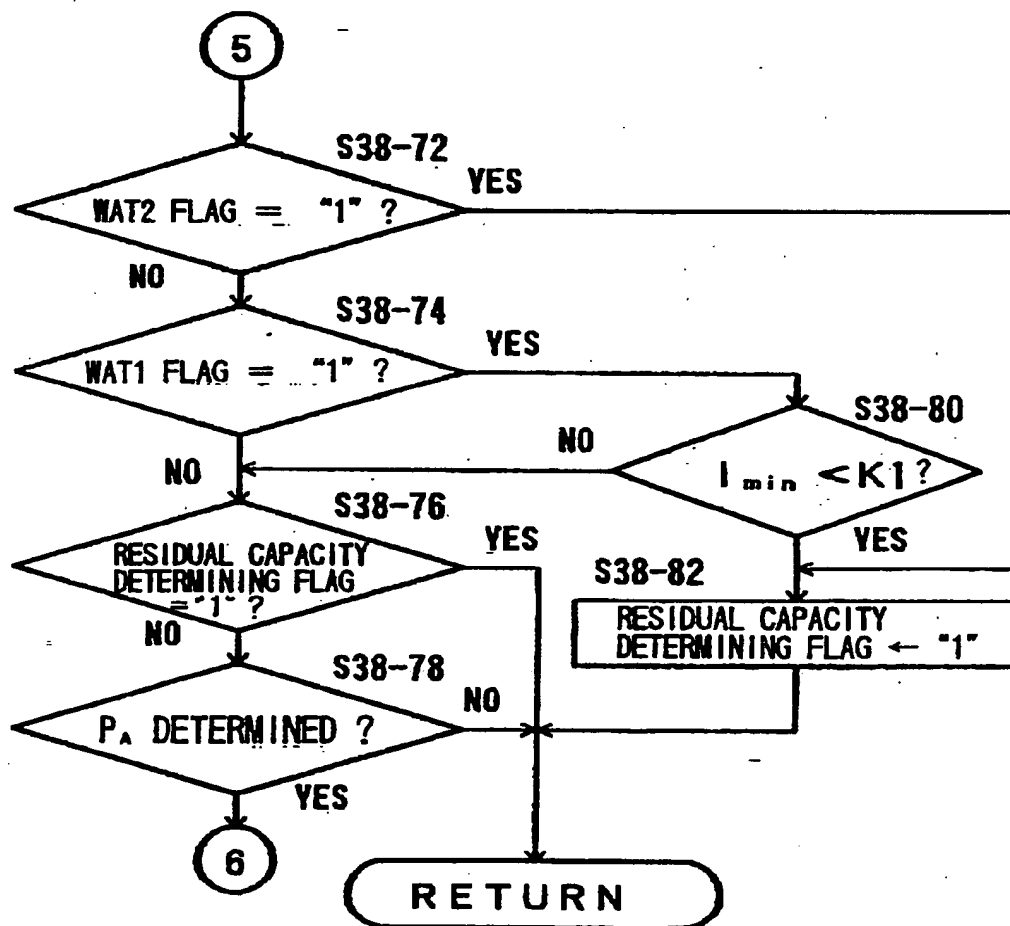 5
S38-72
YES
WAT2 FLAG = "1" ?
NO
S38-74
YES
WAT1 FLAG = "1" ?
S38-80
NO
NO
Imin < K1?
S38-76
YES
YES
RESIDUAL CAPACITY
DETERMINING FLAG
="1" ?
S38-82
NO
RESIDUAL CAPACITY
DETERMINING FLAG ← "1"
S38-78
NO
PA DETERMINED ?
YES
6
RETURN